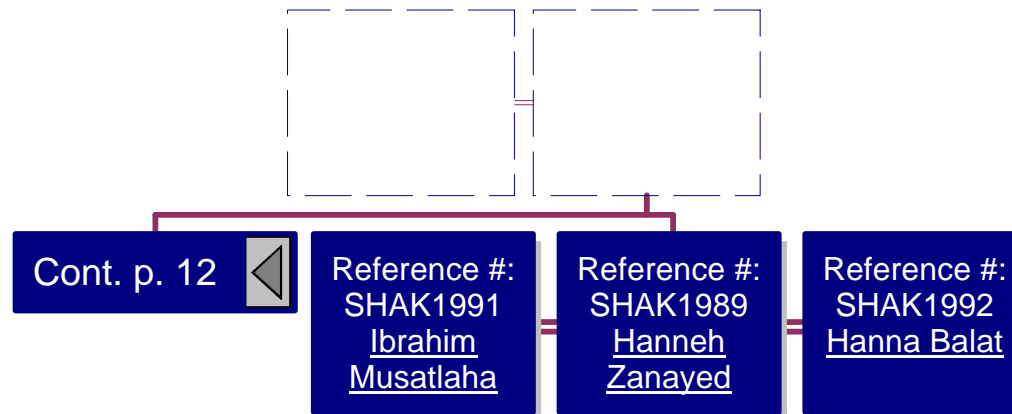 Cont. p. 12
Reference #:
SHAK1991
Ibrahim
Musatlaha
Reference #:
SHAK1989
Hanneh
Zanayed
Reference #:
SHAK1992
Hanna Balat